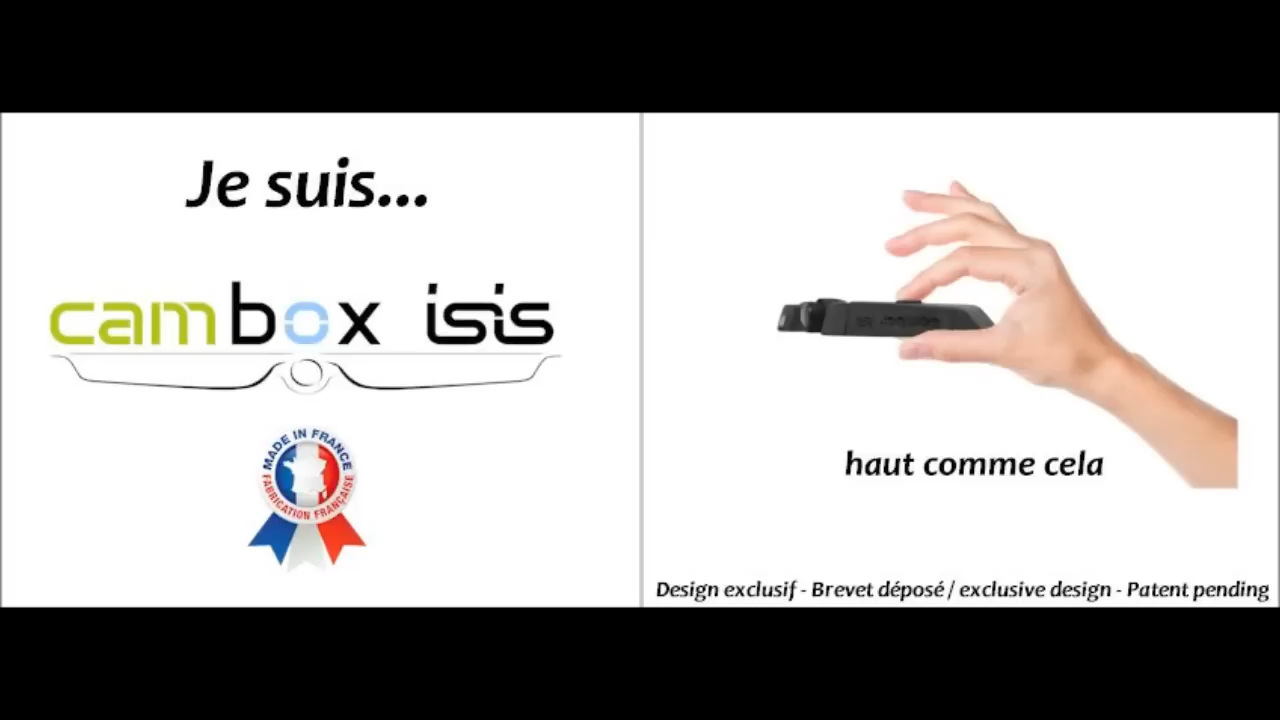 Je suis...
cambox isis
MADE IN FRANCE
FABRICATION FRANÇAISE
haut comme cela
Design exclusif - Brevet déposé / exclusive design - Patent pending